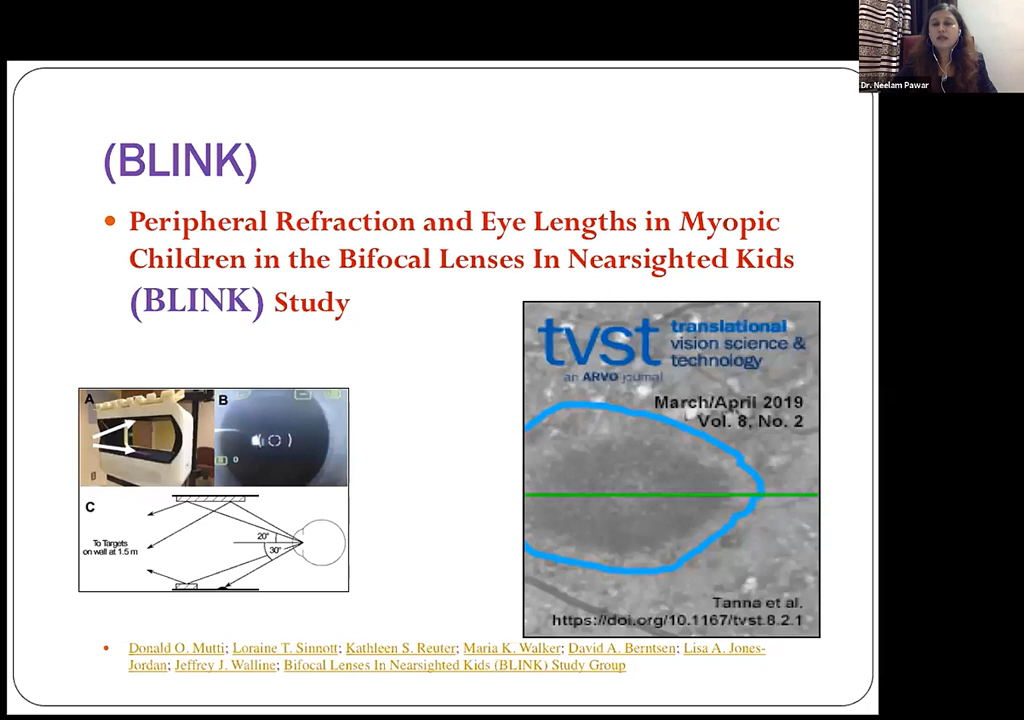 Dr. Neelam Pawar
(BLINK)
• Peripheral Refraction and Eye Lengths in Myopic
Children in the Bifocal Lenses In Nearsighted Kids
(BLINK) Study
A
B
C
20°
30°
To Targets
on wall at 1.5 m
tvst translational
vision science &
technology
an ARVO journal
March/April 2019
Vol. 8, No. 2
Tanna et al.
https://doi.org/10.1167/tvst.8.2.1
• Donald O. Mutti; Loraine T. Sinnott; Kathleen S. Reuter; Maria K. Walker; David A. Berntsen; Lisa A. Jones-
Jordan; Jeffrey J. Walline; Bifocal Lenses In Nearsighted Kids (BLINK) Study Group